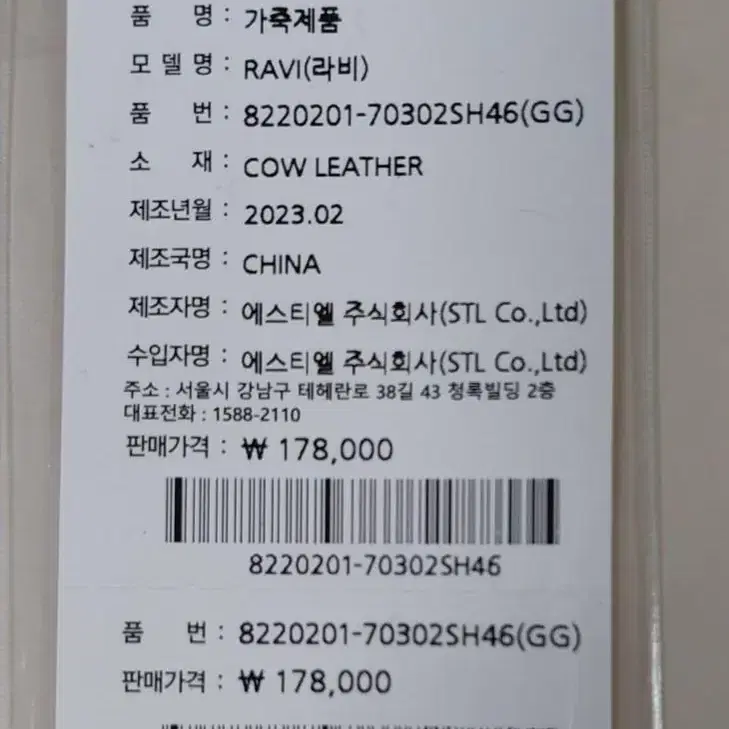 품 명 : 가죽제품
모델명 : RAVI(라비)
품 번 : 8220201-70302SH46(GG)
소 재 : COW LEATHER
제조년월 : 2023.02
제조국명 : CHINA
제조자명 : 에스티엘 주식회사(STL Co.,Ltd)
수입자명 : 에스티엘 주식회사(STL Co.,Ltd)
주소 : 서울시 강남구 테헤란로 38길 43 청록빌딩 2층
대표전화 : 1588-2110
판매가격 : ₩ 178,000
8220201-70302SH46
품 번 : 8220201-70302SH46(GG)
판매가격 : ₩ 178,000